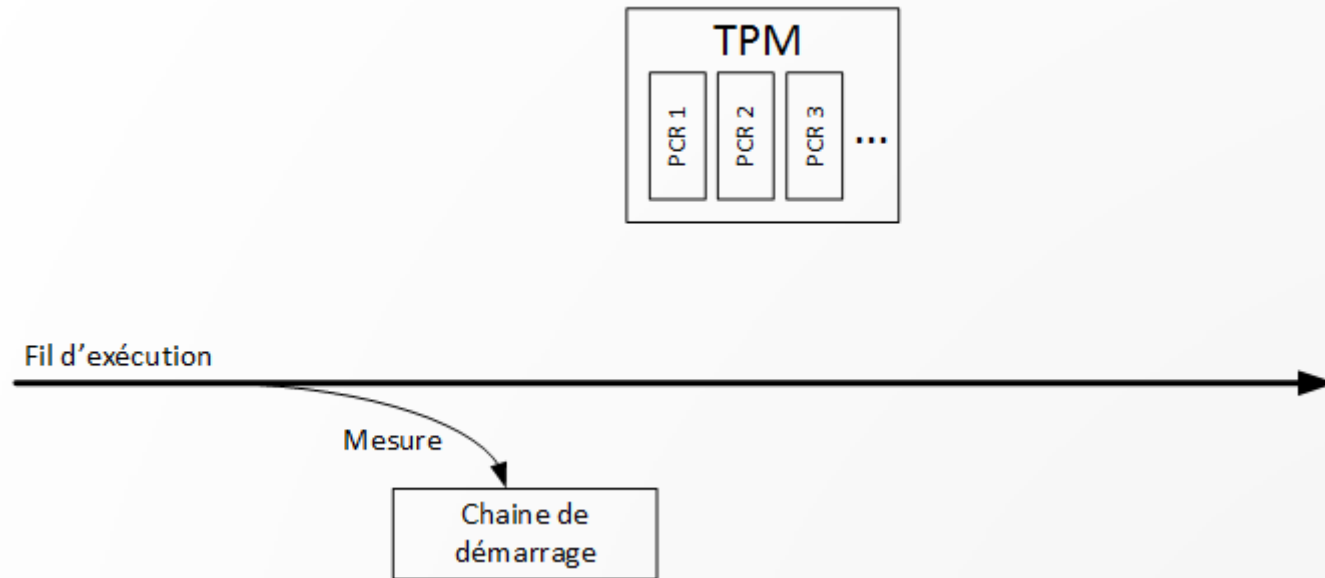 TPM
PCR 1
PCR 2
PCR 3
...
Fil d'exécution
Mesure
Chaine de
démarrage